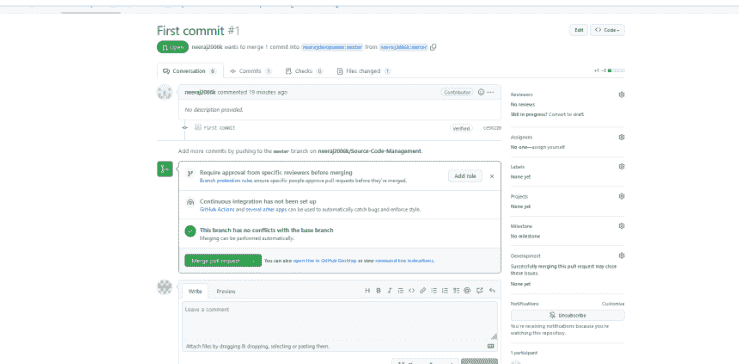 First commit #1
Edit
Code
Open
neeraj2006k wants to merge 1 commit into from
Conversation 0
Commits 1
Checks 0
Files changed 1
neeraj2006k commented 19 minutes ago
Contributor
No description provided.
First commit
Verified
Add more commits by pushing to the master branch on neeraj2006k/Source-Code-Management.
Require approval from specific reviewers before merging
Branch protection rules ensure specific people approve pull requests before they're merged.
Add rule
Continuous integration has not been set up
GitHub Actions and several other apps can be used to automatically catch bugs and enforce style.
This branch has no conflicts with the base branch
Merging can be performed automatically.
Merge pull request
You can also open this in GitHub Desktop or view command line instructions.
Write
Preview
Leave a comment
Attach files by dragging & dropping, selecting or pasting them.
Reviewers
No reviews
Still in progress? Convert to draft
Assignees
No one—assign yourself
Labels
None yet
Projects
None yet
Milestone
No milestone
Development
Successfully merging this pull request may close these issues.
None yet
Notifications
Customize
Unsubscribe
You're receiving notifications because you're
watching this repository.
1 participant